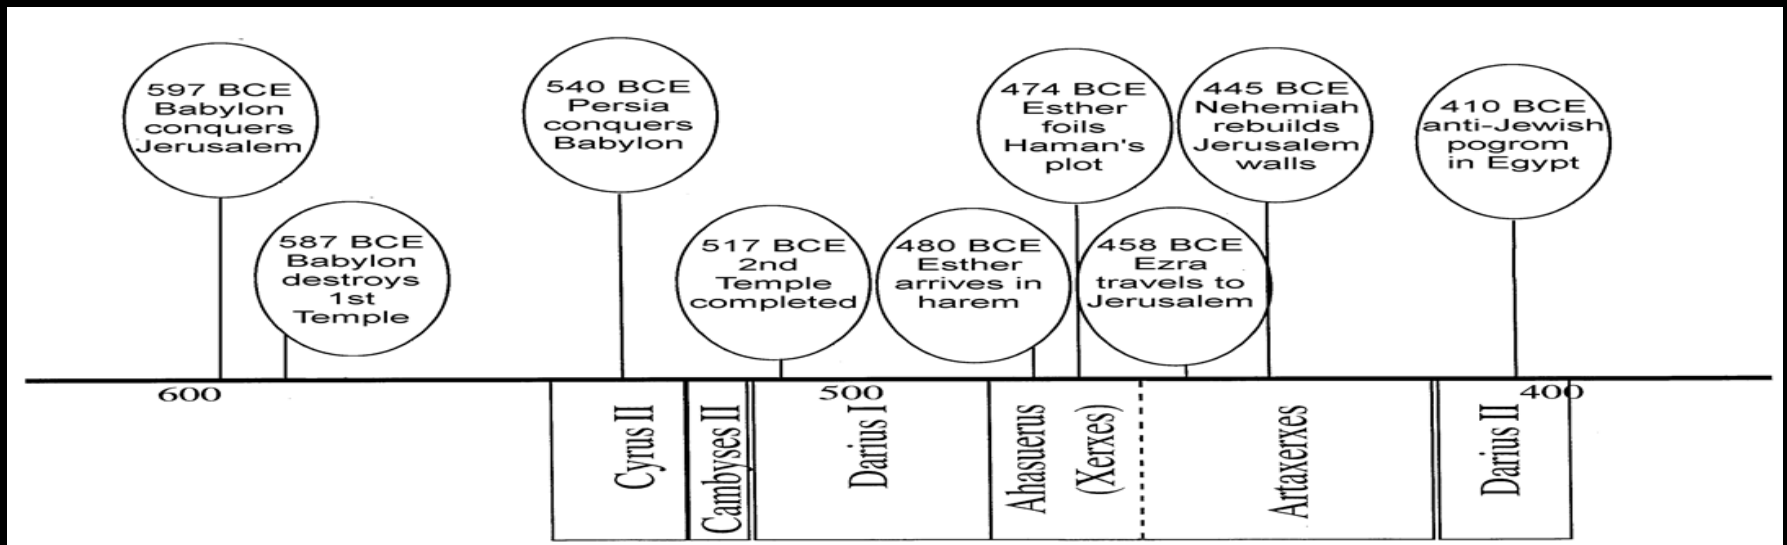 597 BCE
Babylon
conquers
Jerusalem
587 BCE
Babylon
destroys
1st
Temple
540 BCE
Persia
conquers
Babylon
517 BCE
2nd
Temple
completed
480 BCE
Esther
arrives in
harem
474 BCE
Esther
foils
Haman's
plot
458 BCE
Ezra
travels to
Jerusalem
445 BCE
Nehemiah
rebuilds
Jerusalem
walls
410 BCE
anti-Jewish
pogrom
in Egypt
600
500
400
Cyrus II
Cambyses II
Darius I
Ahasuerus
(Xerxes)
Artaxerxes
Darius II